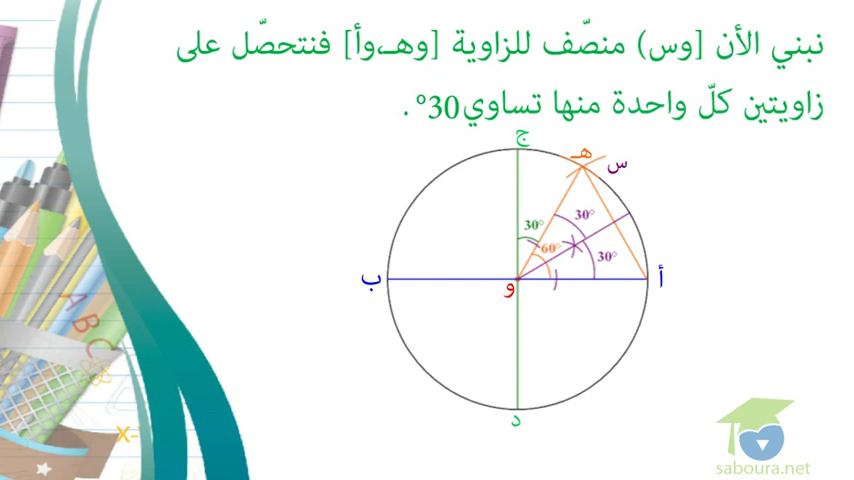 نبني الأن [وس) منصّف للزاوية [وهـ،وأ] فنتحصّل على
زاويتين كلّ واحدة منها تساوي30° .
ج
هـ
س
30°
30°
60°
30°
ب
و
أ
د
A B C
X-
saboura.net